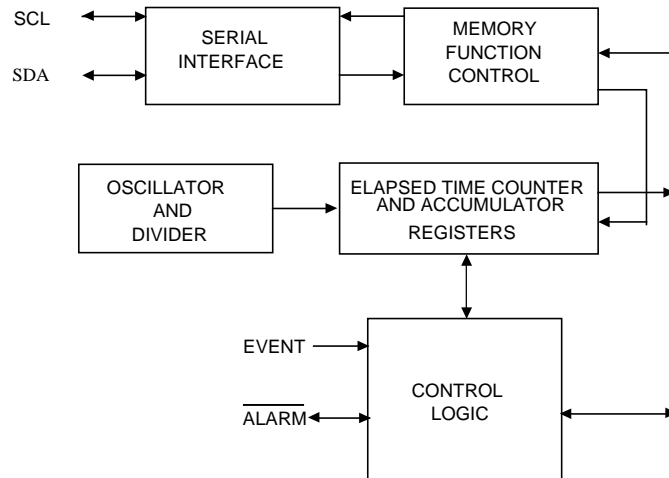 SCL
SERIAL
INTERFACE
MEMORY
FUNCTION
CONTROL
SDA
OSCILLATOR
AND
DIVIDER
ELAPSED TIME COUNTER
AND ACCUMULATOR
REGISTERS
EVENT
ALARM
CONTROL
LOGIC